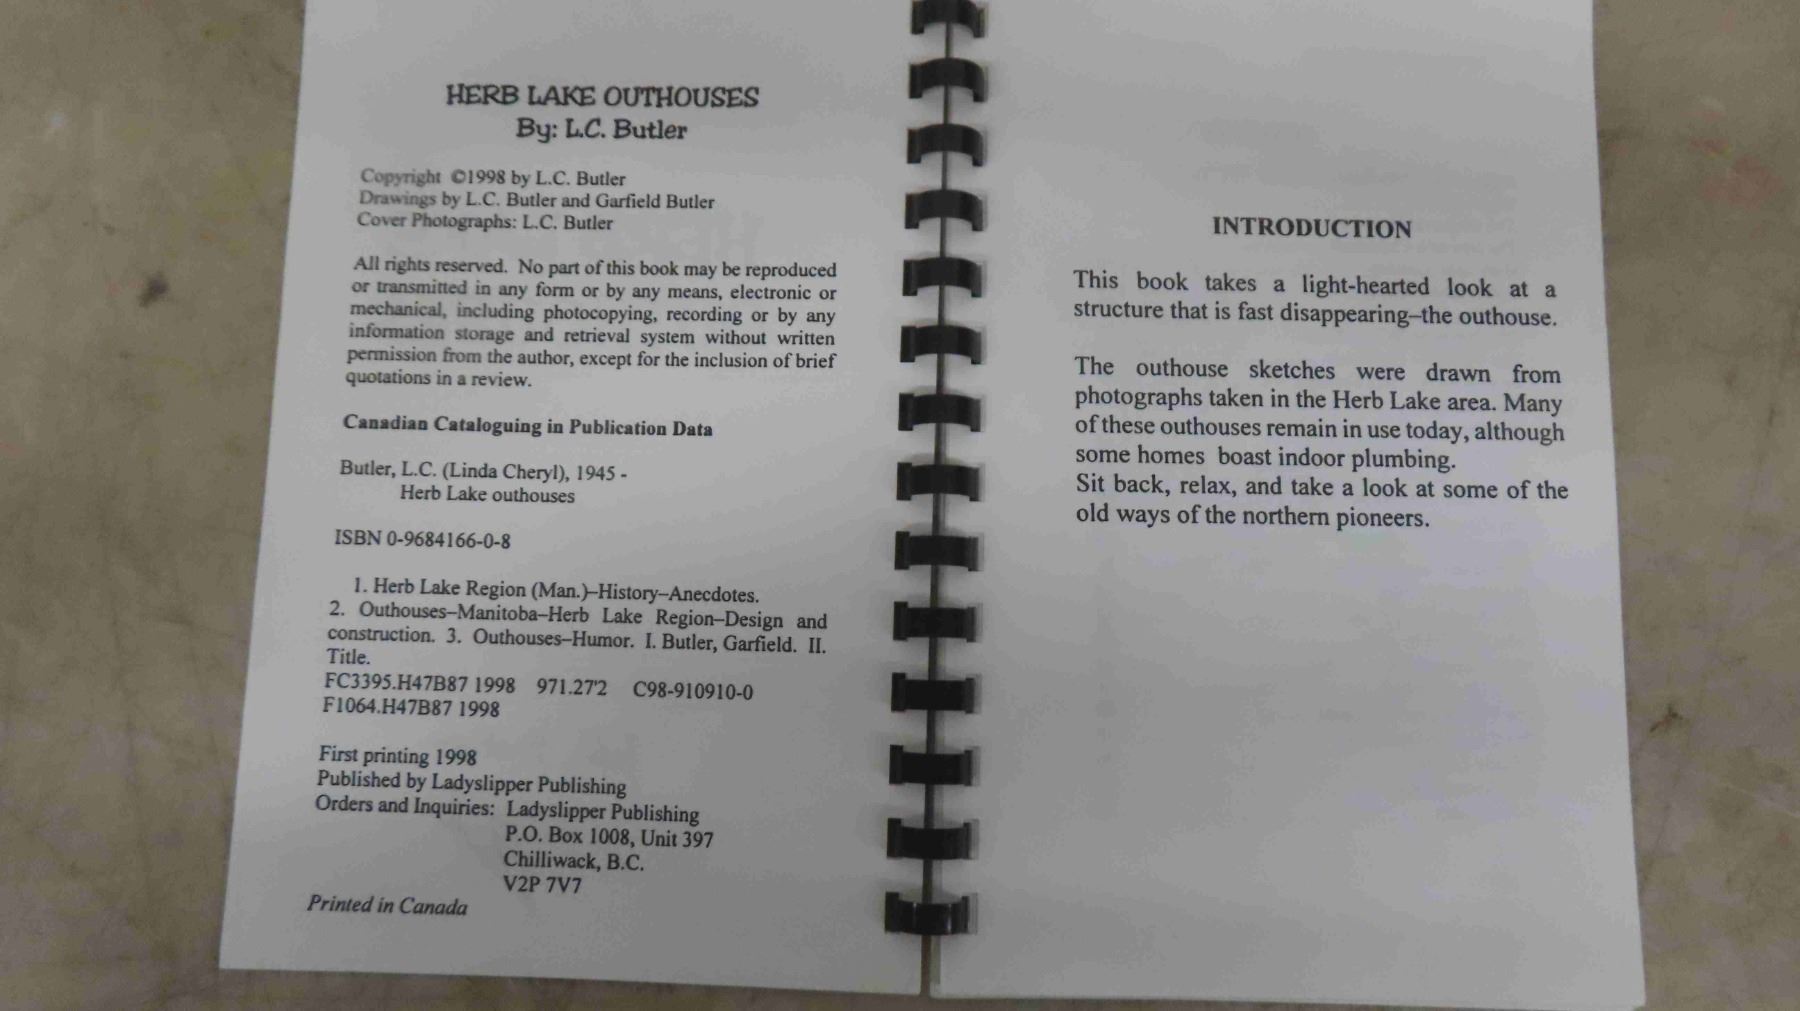 HERB LAKE OUTHOUSES
By: L.C. Butler
Copyright ©1998 by L.C. Butler
Drawings by L.C. Butler and Garfield Butler
Cover Photographs: L.C. Butler
All rights reserved. No part of this book may be reproduced
or transmitted in any form or by any means, electronic or
mechanical, including photocopying, recording or by any
information storage and retrieval system without written
permission from the author, except for the inclusion of brief
quotations in a review.
Canadian Cataloguing in Publication Data
Butler, L.C. (Linda Cheryl), 1945 -
Herb Lake outhouses
ISBN 0-9684166-0-8
1. Herb Lake Region (Man.)–History–Anecdotes.
2. Outhouses–Manitoba–Herb Lake Region–Design and
construction. 3. Outhouses–Humor. I. Butler, Garfield. II.
Title.
FC3395.H47B87 1998 971.27'2 C98-910910-0
F1064.H47B87 1998
First printing 1998
Published by Ladyslipper Publishing
Orders and Inquiries: Ladyslipper Publishing
P.O. Box 1008, Unit 397
Chilliwack, B.C.
V2P 7V7
Printed in Canada
INTRODUCTION
This book takes a light-hearted look at a
structure that is fast disappearing–the outhouse.
The outhouse sketches were drawn from
photographs taken in the Herb Lake area. Many
of these outhouses remain in use today, although
some homes boast indoor plumbing.
Sit back, relax, and take a look at some of the
old ways of the northern pioneers.